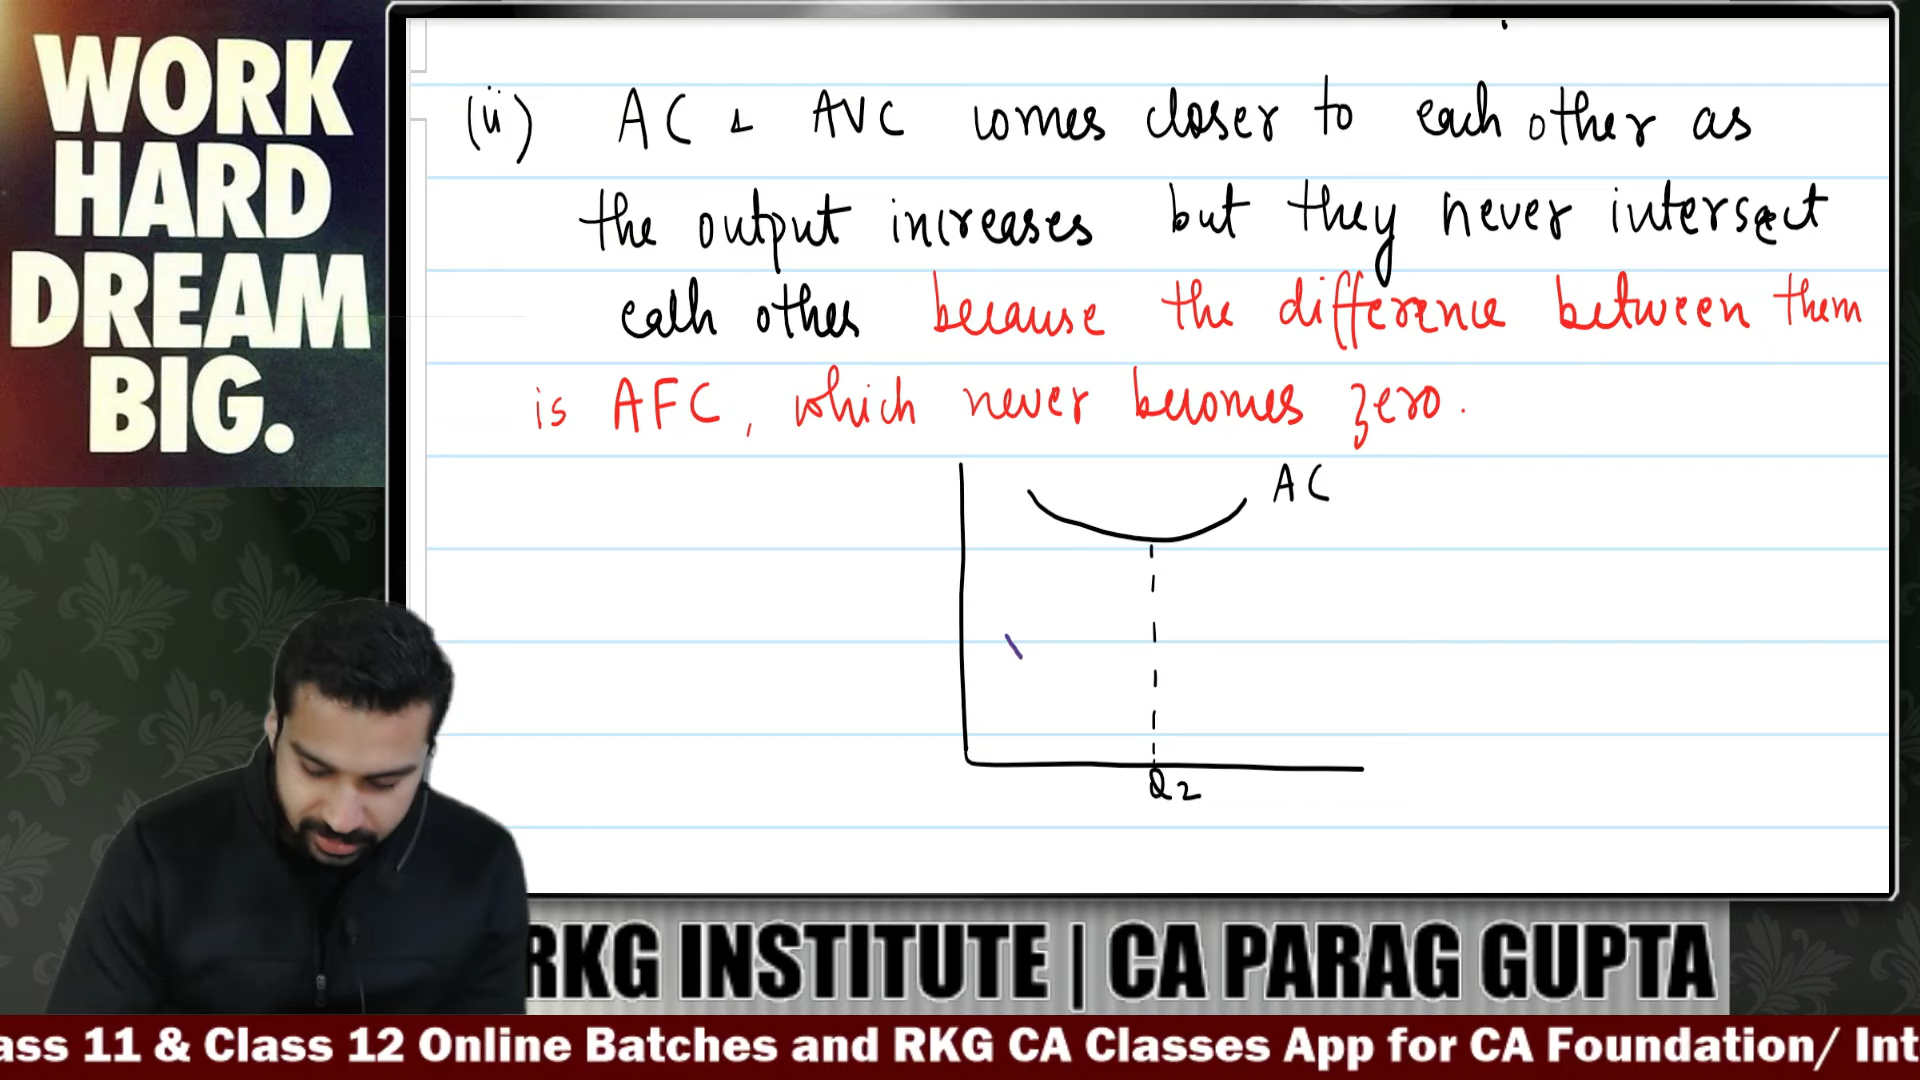 WORK
HARD
DREAM
BIG.
(ii) AC & AVC comes closer to each other as
the output increases but they never intersect
each other because the difference between them
is AFC, which never becomes zero.
AC
Q2
RKG INSTITUTE | CA PARAG GUPTA
ass 11 & Class 12 Online Batches and RKG CA Classes App for CA Foundation/ Int